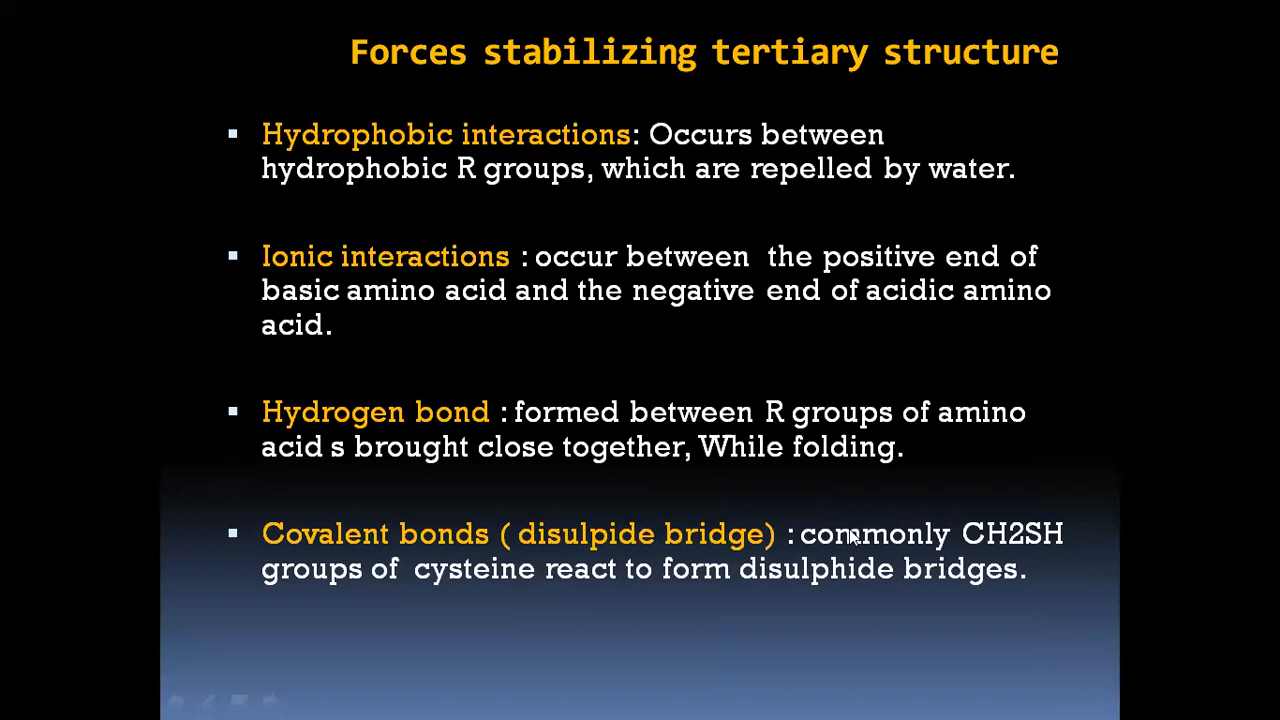 Forces stabilizing tertiary structure
▪ Hydrophobic interactions: Occurs between
hydrophobic R groups, which are repelled by water.
▪ Ionic interactions : occur between the positive end of
basic amino acid and the negative end of acidic amino
acid.
▪ Hydrogen bond : formed between R groups of amino
acid s brought close together, While folding.
▪ Covalent bonds ( disulpide bridge) : commonly CH2SH
groups of cysteine react to form disulphide bridges.